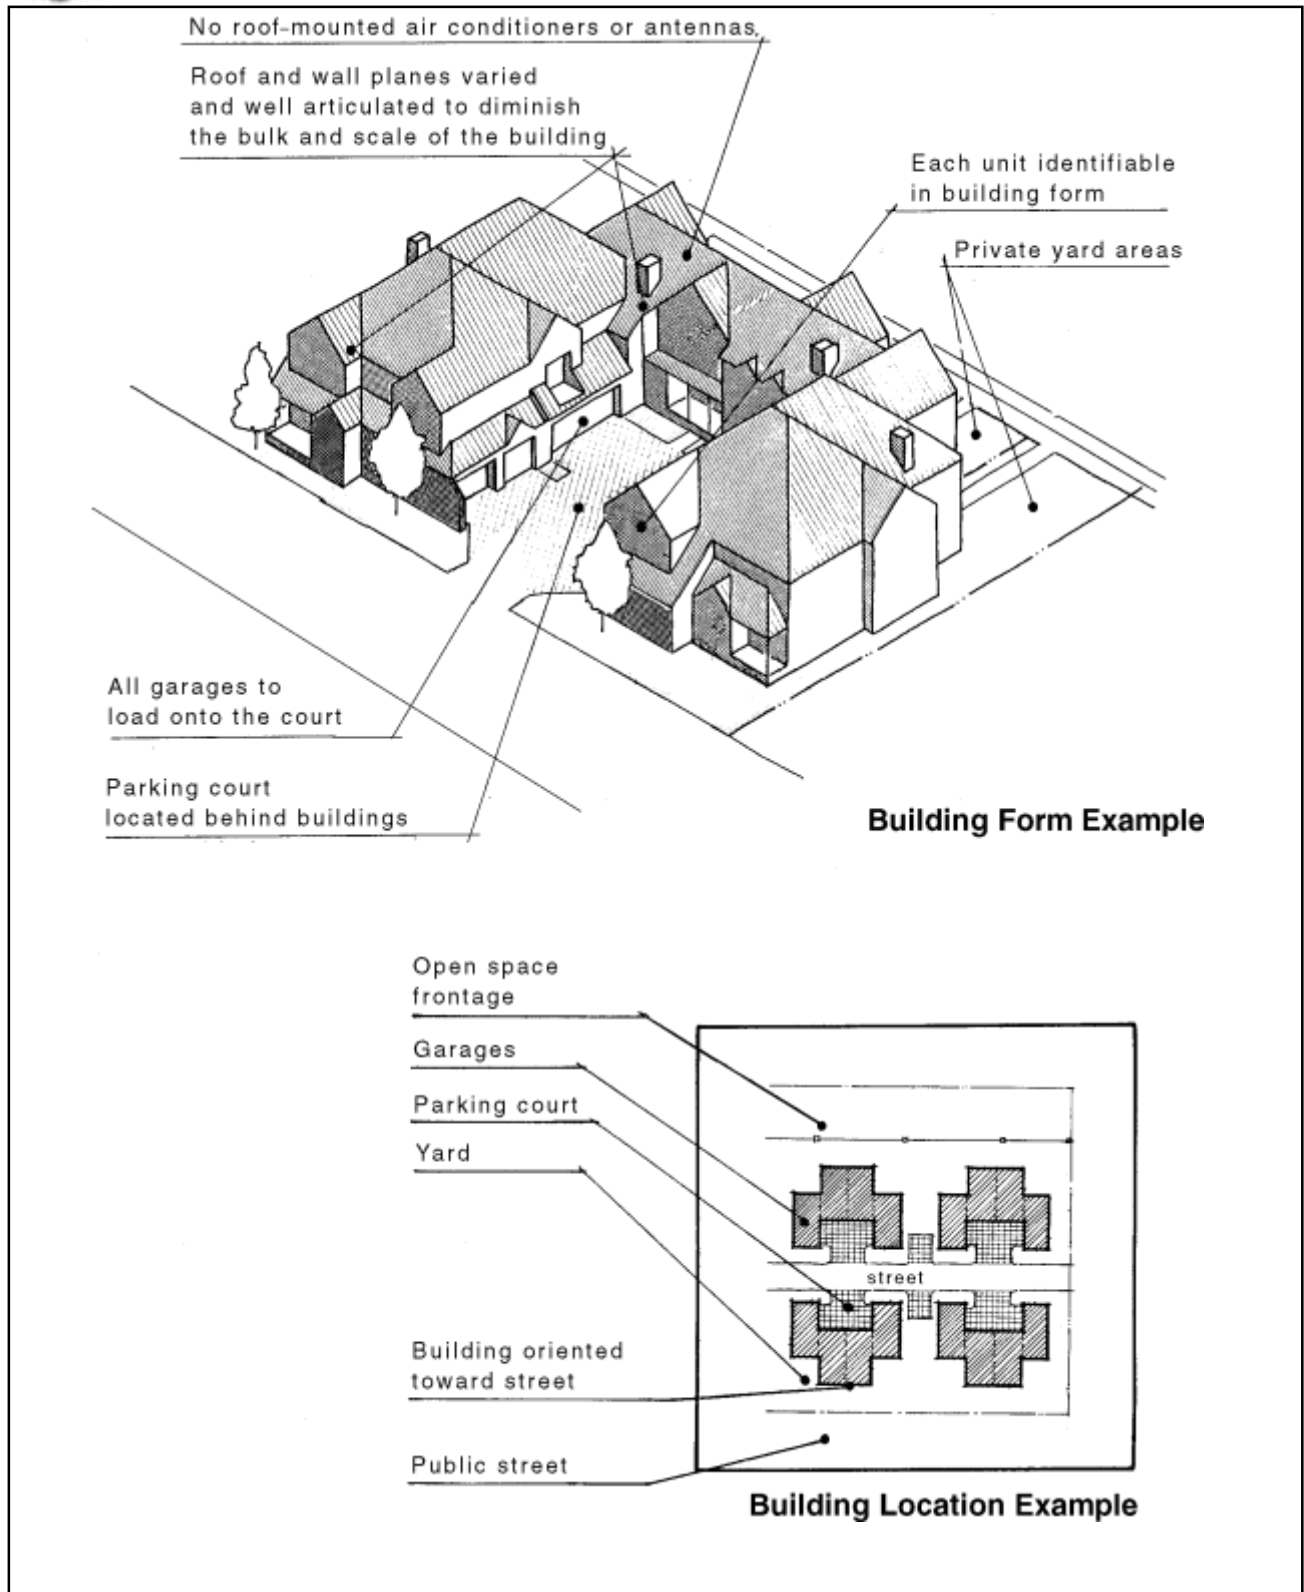 No roof-mounted air conditioners or antennas
Roof and wall planes varied
and well articulated to diminish
the bulk and scale of the building
Each unit identifiable
in building form
Private yard areas
All garages to
load onto the court
Parking court
located behind buildings
Building Form Example
Open space
frontage
Garages
Parking court
Yard
street
Building oriented
toward street
Public street
Building Location Example